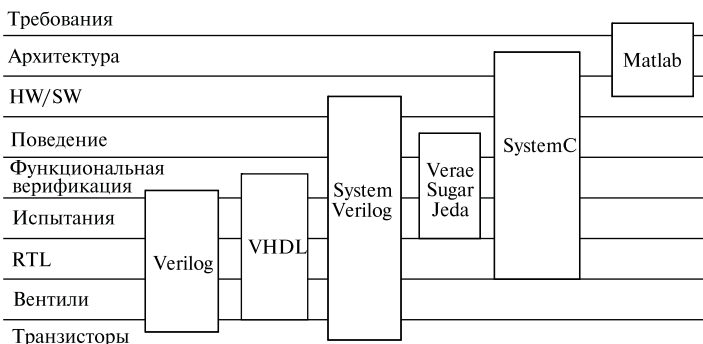 Требования
Архитектура
Matlab
HW/SW
Поведение
SystemC
Функциональная
верификация
Verae
System
Sugar
Verilog
Jeda
Испытания
VHDL
RTL
Verilog
Вентили
Транзисторы